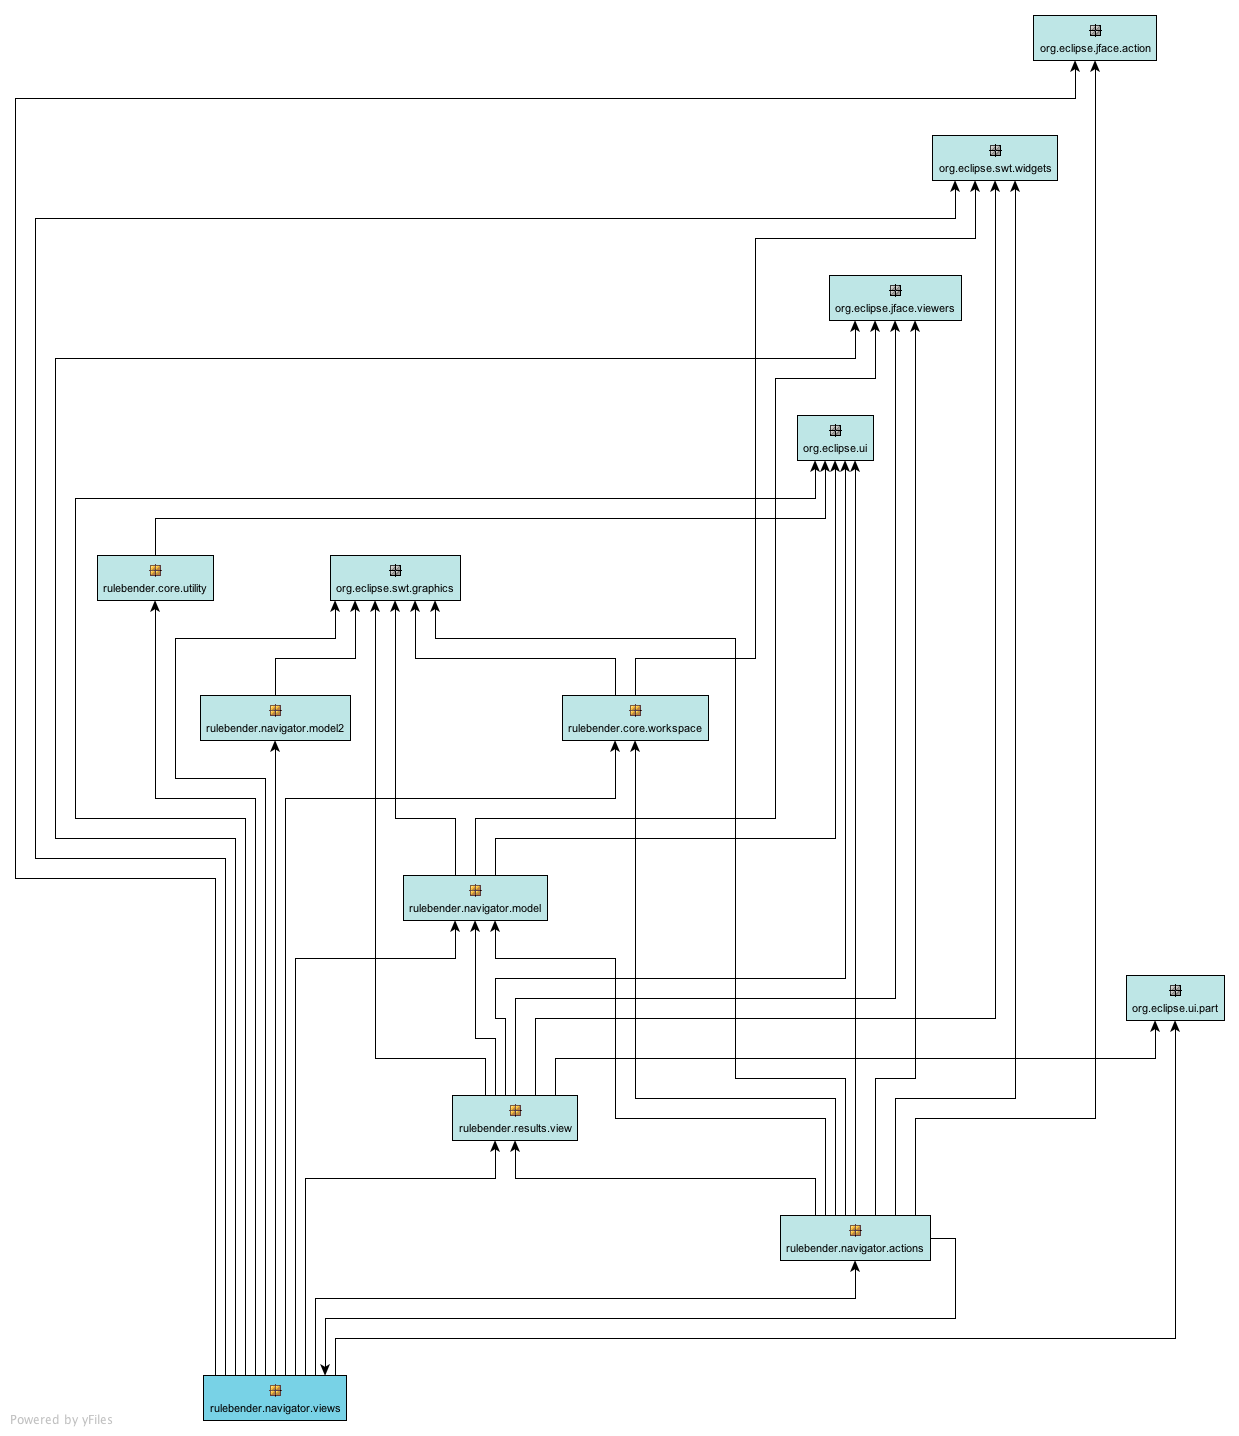 org.eclipse.jface.action
org.eclipse.swt.widgets
org.eclipse.jface.viewers
org.eclipse.ui
rulebender.core.utility
org.eclipse.swt.graphics
rulebender.navigator.model2
rulebender.core.workspace
rulebender.navigator.model
org.eclipse.ui.part
rulebender.results.view
rulebender.navigator.actions
rulebender.navigator.views
Powered by yFiles